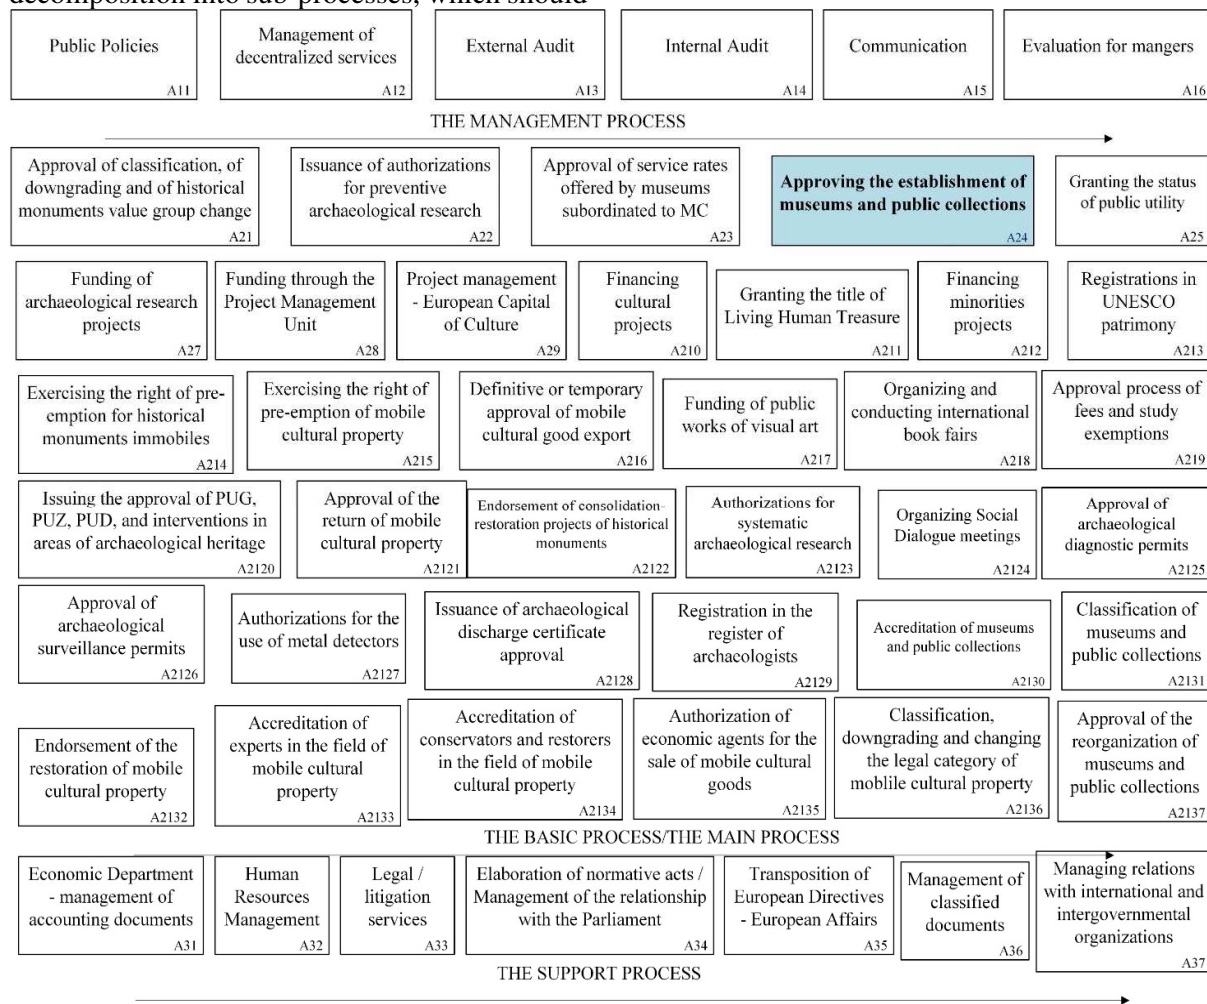 decomposition into sub-processes, which should
Public Policies
A11
Management of
decentralized services
A12
External Audit
A13
Internal Audit
A14
Communication
A15
Evaluation for mangers
A16
THE MANAGEMENT PROCESS
Approval of classification, of
downgrading and of historical
monuments value group change
A21
Issuance of authorizations
for preventive
archaeological research
A22
Approval of service rates
offered by museums
subordinated to MC
A23
Approving the establishment of
museums and public collections
A24
Granting the status
of public utility
A25
Funding of
archaeological research
projects
A27
Funding through the
Project Management
Unit
A28
Project management
- European Capital
of Culture
A29
Financing
cultural
projects
A210
Granting the title of
Living Human Treasure
A211
Financing
minorities
projects
A212
Registrations in
UNESCO
patrimony
A213
Exercising the right of pre-
emption for historical
monuments immobiles
A214
Exercising the right of
pre-emption of mobile
cultural property
A215
Definitive or temporary
approval of mobile
cultural good export
A216
Funding of public
works of visual art
A217
Organizing and
conducting international
book fairs
A218
Approval process of
fees and study
exemptions
A219
Issuing the approval of PUG,
PUZ, PUD, and interventions in
areas of archaeological heritage
A2120
Approval of the
return of mobile
cultural property
A2121
Endorsement of consolidation-
restoration projects of historical
monuments
A2122
Authorizations for
systematic
archaeological research
A2123
Organizing Social
Dialogue meetings
A2124
Approval of
archaeological
diagnostic permits
A2125
Approval of
archaeological
surveillance permits
A2126
Authorizations for the
use of metal detectors
A2127
Issuance of archaeological
discharge certificate
approval
A2128
Registration in the
register of
archaeologists
A2129
Accreditation of museums
and public collections
A2130
Classification of
museums and
public collections
A2131
Endorsement of the
restoration of mobile
cultural property
A2132
Accreditation of
experts in the field of
mobile cultural
property
A2133
Accreditation of
conservators and restorers
in the field of mobile
cultural property
A2134
Authorization of
economic agents for the
sale of mobile cultural
goods
A2135
Classification,
downgrading and changing
the legal category of
moblile cultural property
A2136
Approval of the
reorganization of
museums and
public collections
A2137
THE BASIC PROCESS/THE MAIN PROCESS
Economic Department
- management of
accounting documents
A31
Human
Resources
Management
A32
Legal /
litigation
services
A33
Elaboration of normative acts /
Management of the relationship
with the Parliament
A34
Transposition of
European Directives
- European Affairs
A35
Management of
classified
documents
A36
Managing relations
with international and
intergovernmental
organizations
A37
THE SUPPORT PROCESS